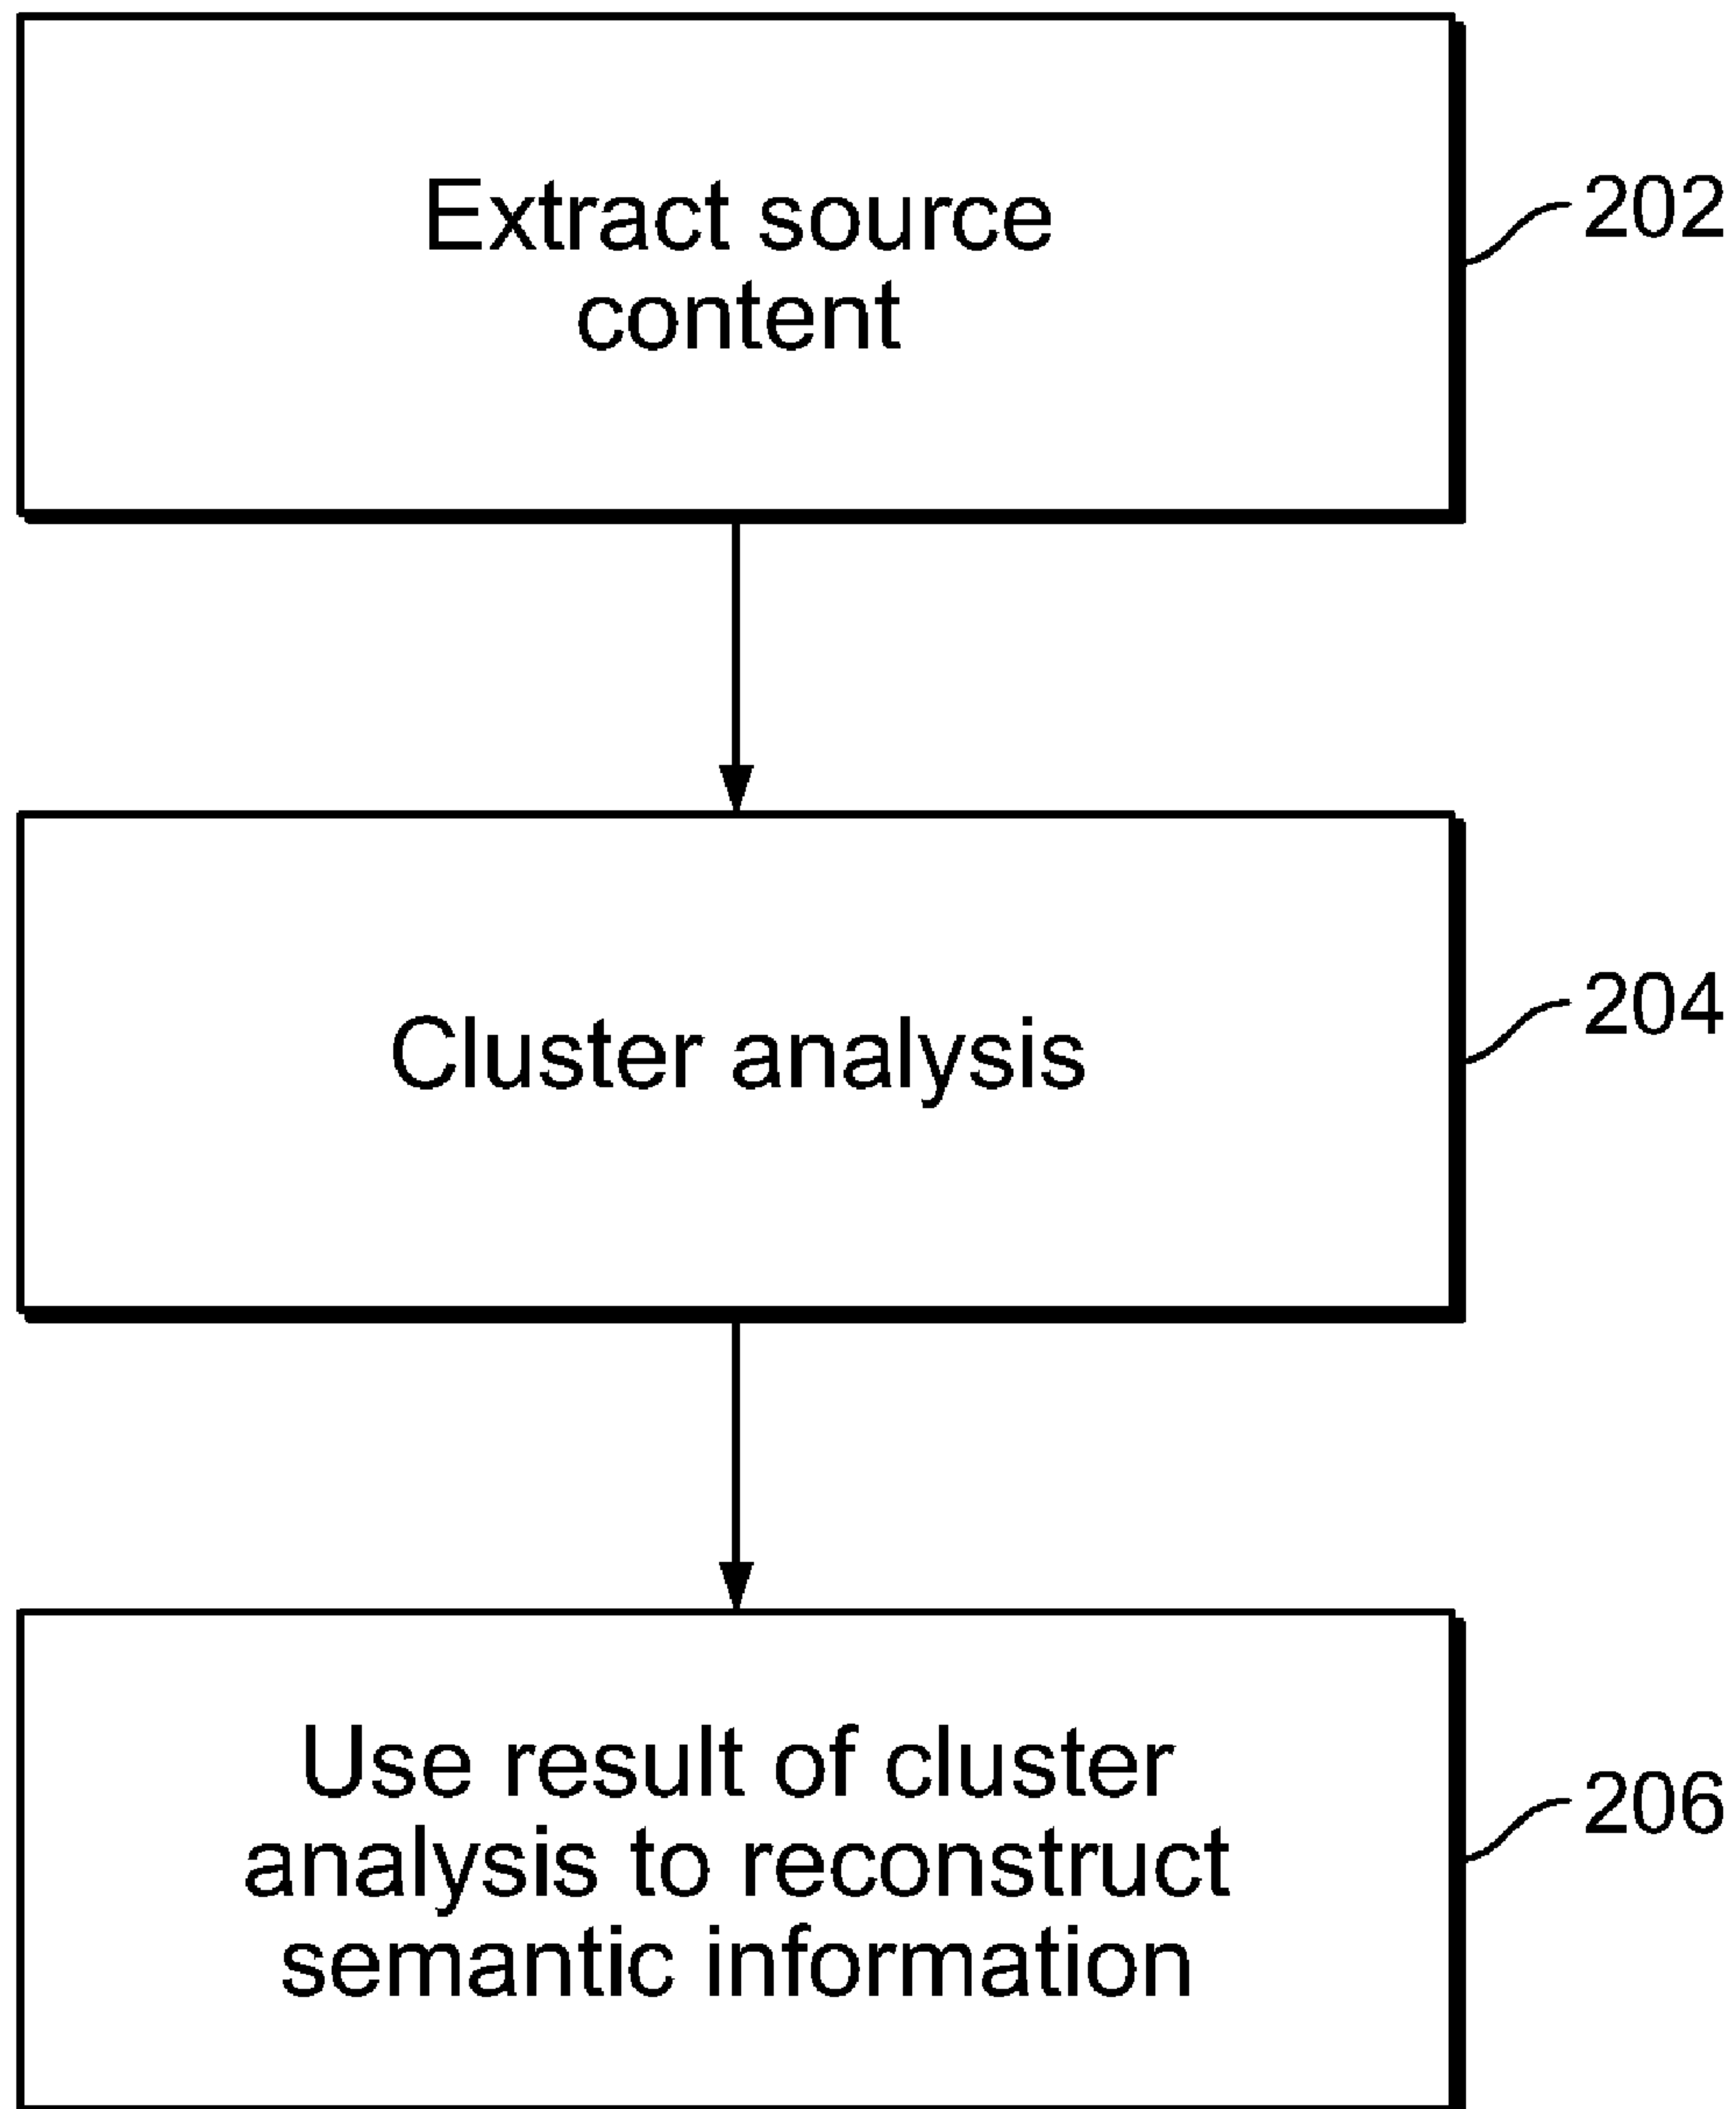 Extract source
content
202
Cluster analysis
204
Use result of cluster
analysis to reconstruct
semantic information
206